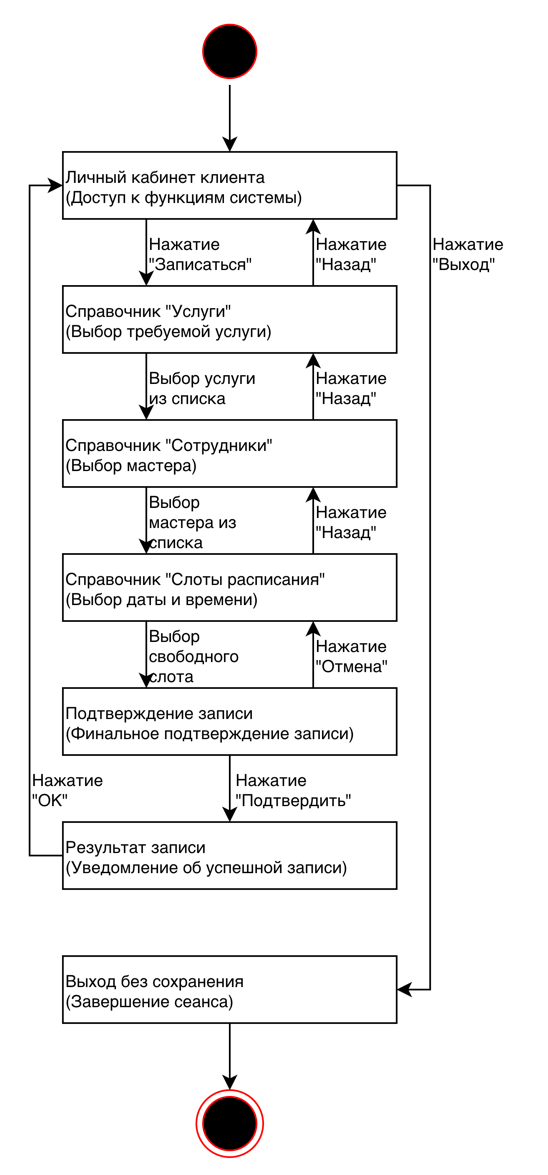 Личный кабинет клиента
(Доступ к функциям системы)
Нажатие
"Записаться"
Нажатие
"Назад"
Нажатие
"Выход"
Справочник "Услуги"
(Выбор требуемой услуги)
Выбор услуги
из списка
Нажатие
"Назад"
Справочник "Сотрудники"
(Выбор мастера)
Выбор
мастера из
списка
Нажатие
"Назад"
Справочник "Слоты расписания"
(Выбор даты и времени)
Выбор
свободного
слота
Нажатие
"Отмена"
Подтверждение записи
(Финальное подтверждение записи)
Нажатие
"ОК"
Нажатие
"Подтвердить"
Результат записи
(Уведомление об успешной записи)
Выход без сохранения
(Завершение сеанса)